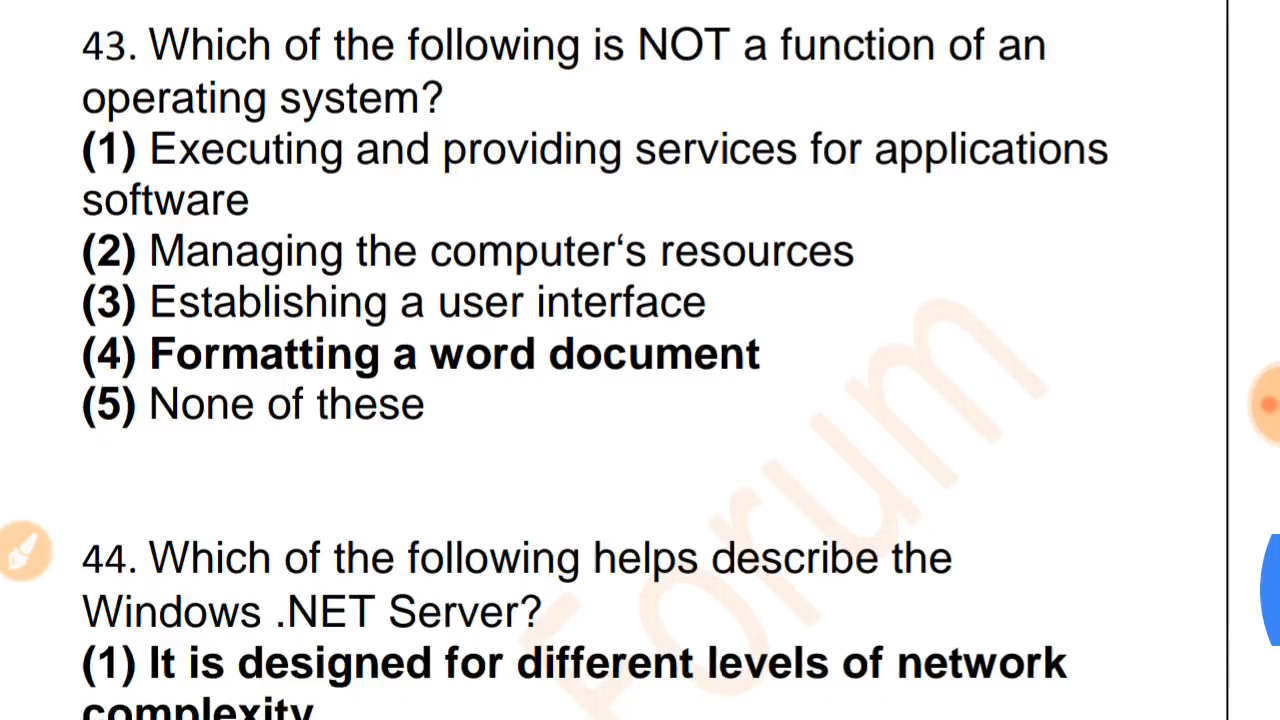 43. Which of the following is NOT a function of an
operating system?
(1) Executing and providing services for applications
software
(2) Managing the computer‘s resources
(3) Establishing a user interface
(4) Formatting a word document
(5) None of these
44. Which of the following helps describe the
Windows .NET Server?
(1) It is designed for different levels of network
complexity
Forum